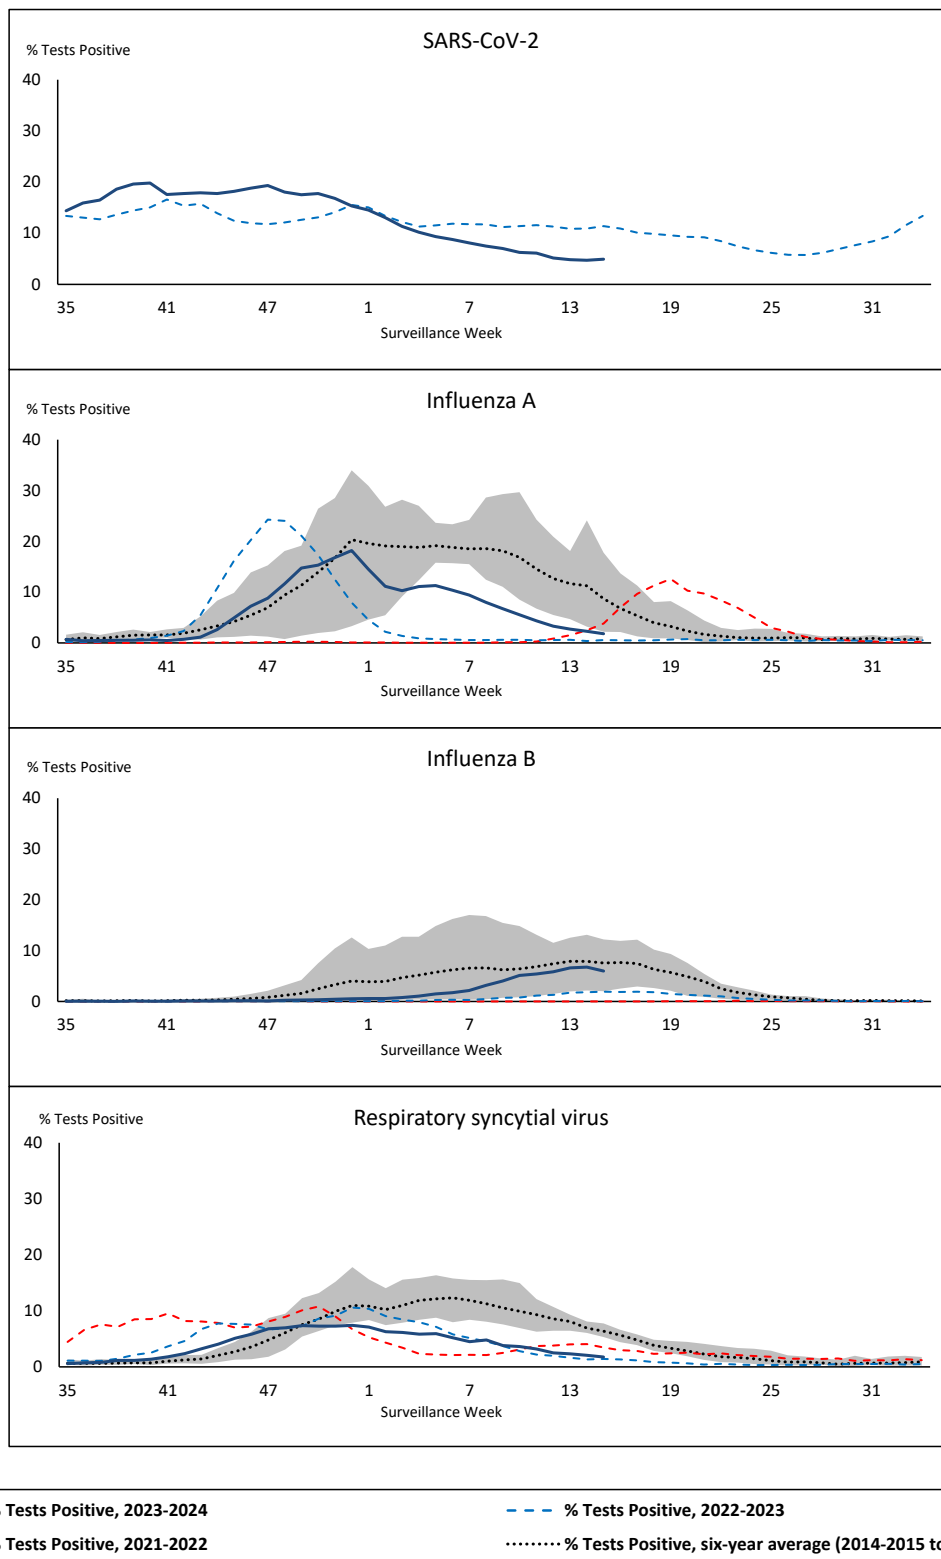 SARS-CoV-2
% Tests Positive
40
30
20
10
0
35 41 47 1 7 13 19 25 31
Surveillance Week
Influenza A
% Tests Positive
40
30
20
10
0
35 41 47 1 7 13 19 25 31
Surveillance Week
Influenza B
% Tests Positive
40
30
20
10
0
35 41 47 1 7 13 19 25 31
Surveillance Week
Respiratory syncytial virus
% Tests Positive
40
30
20
10
0
35 41 47 1 7 13 19 25 31
Surveillance Week
% Tests Positive, 2023-2024 % Tests Positive, 2022-2023
% Tests Positive, 2021-2022 % Tests Positive, six-year average (2014-2015 to